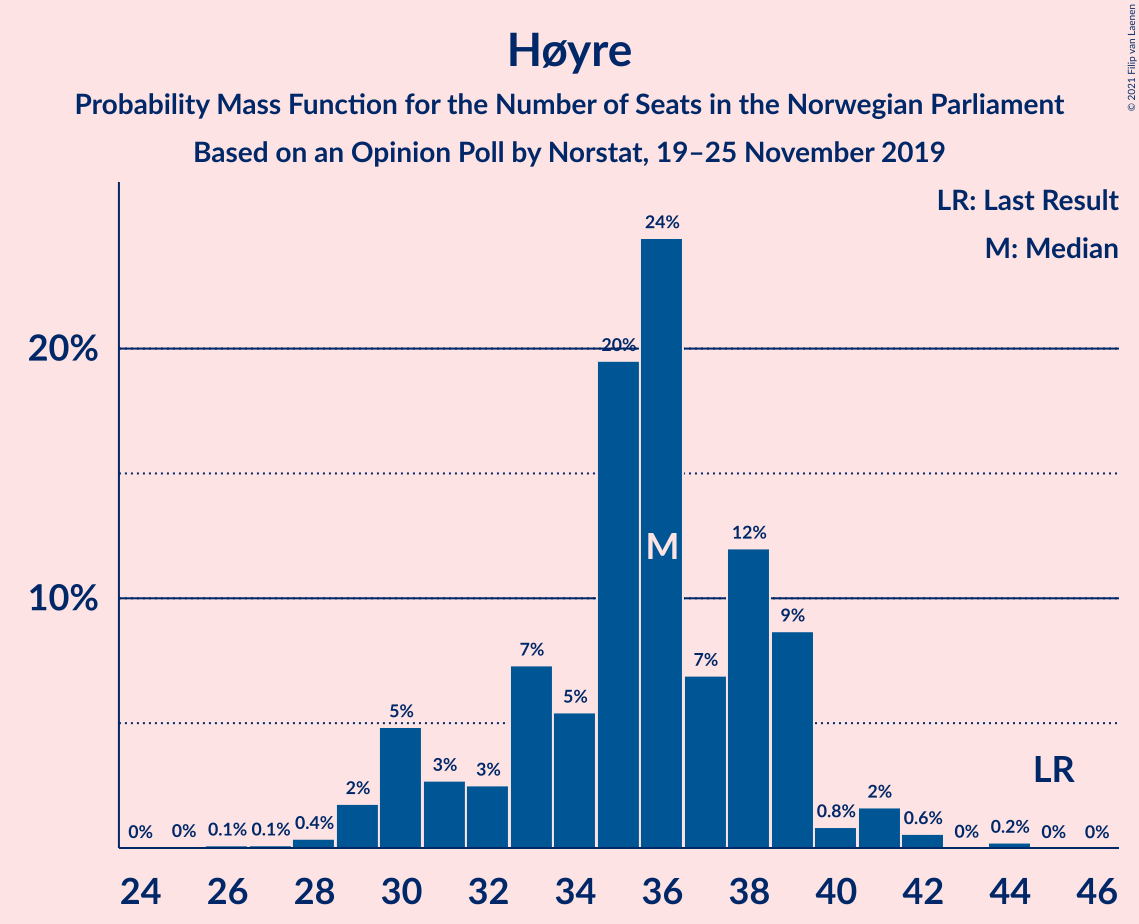 Høyre
Probability Mass Function for the Number of Seats in the Norwegian Parliament
Based on an Opinion Poll by Norstat, 19–25 November 2019
© 2021 Filip van Laenen
LR: Last Result
M: Median
20%
10%
0%
0%
0.1%
0.1%
0.4%
2%
5%
3%
3%
7%
5%
20%
24%
7%
12%
9%
0.8%
2%
0.6%
0%
0.2%
0%
0%
M
LR
24 26 28 30 32 34 36 38 40 42 44 46